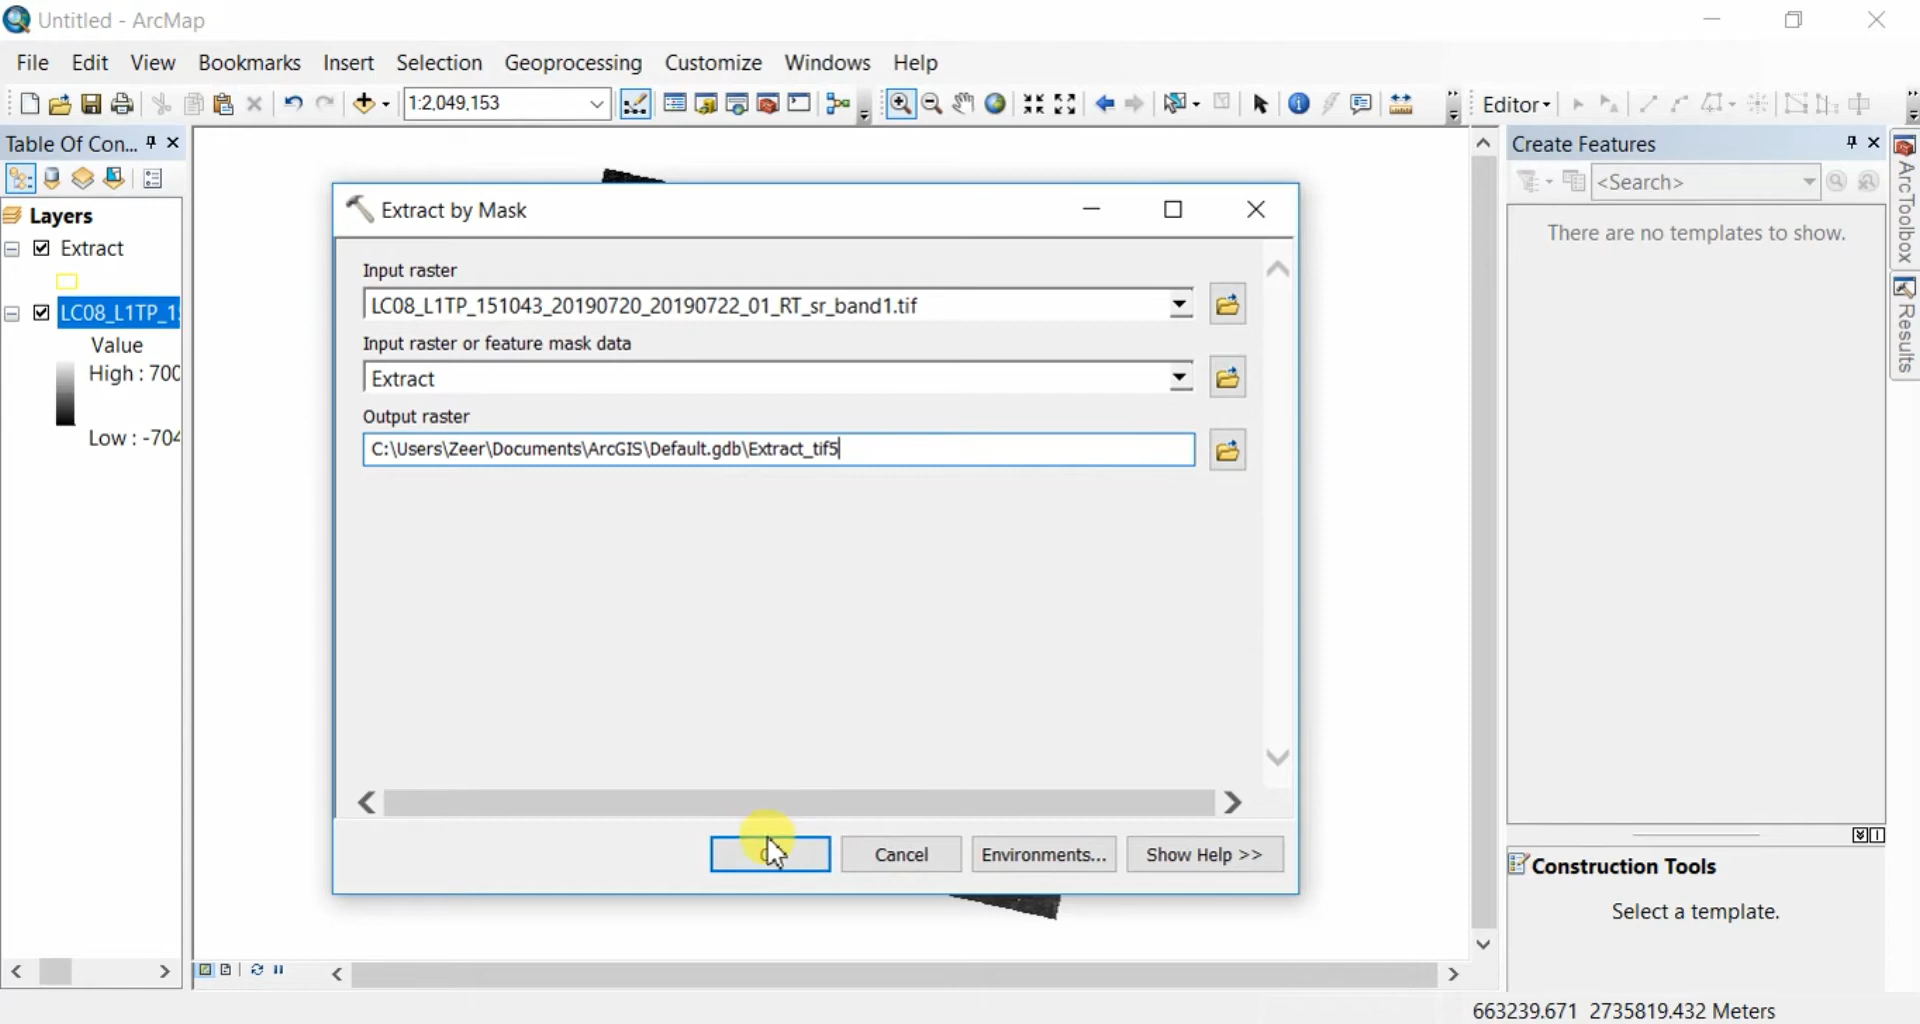 Untitled - ArcMap
File Edit View Bookmarks Insert Selection Geoprocessing Customize Windows Help
1:2,049,153
Editor
Table Of Con...
Layers
Extract
LC08_L1TP_1
Value
High : 700
Low : -704
Extract by Mask
Input raster
LC08_L1TP_151043_20190720_20190722_01_RT_sr_band1.tif
Input raster or feature mask data
Extract
Output raster
C:\Users\Zeer\Documents\ArcGIS\Default.gdb\Extract_tif5
Cancel Environments... Show Help >>
Create Features
<Search>
There are no templates to show.
Construction Tools
Select a template.
ArcToolbox
Results
663239.671 2735819.432 Meters